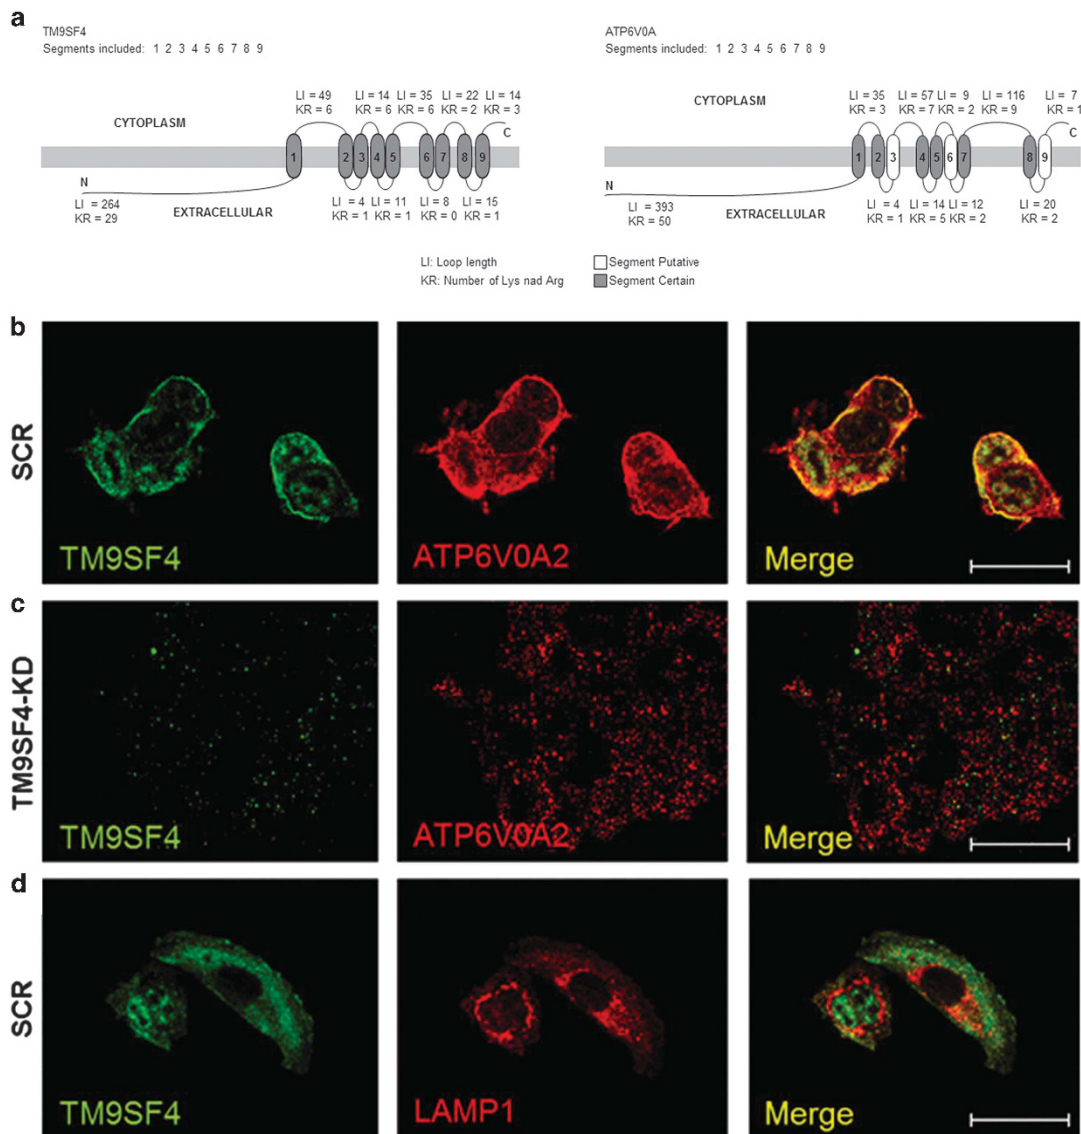 a
TM9SF4
Segments included: 1 2 3 4 5 6 7 8 9
LI = 49
KR = 6
LI = 14
KR = 6
LI = 35
KR = 6
LI = 22
KR = 2
LI = 14
KR = 3
CYTOPLASM
C
1 2 3 4 5 6 7 8 9
N
LI = 264
KR = 29
EXTRACELLULAR
LI = 4
KR = 1
LI = 11
KR = 1
LI = 8
KR = 0
LI = 15
KR = 1
ATP6V0A
Segments included: 1 2 3 4 5 6 7 8 9
LI = 35
KR = 3
LI = 57
KR = 7
LI = 9
KR = 2
LI = 116
KR = 9
LI = 7
KR = 1
CYTOPLASM
C
1 2 3 4 5 6 7 8 9
N
LI = 393
KR = 50
EXTRACELLULAR
LI = 4
KR = 1
LI = 14
KR = 5
LI = 12
KR = 2
LI = 20
KR = 2
LI: Loop length
KR: Number of Lys nad Arg
Segment Putative
Segment Certain
b
SCR
TM9SF4
ATP6V0A2
Merge
c
TM9SF4-KD
TM9SF4
ATP6V0A2
Merge
d
SCR
TM9SF4
LAMP1
Merge